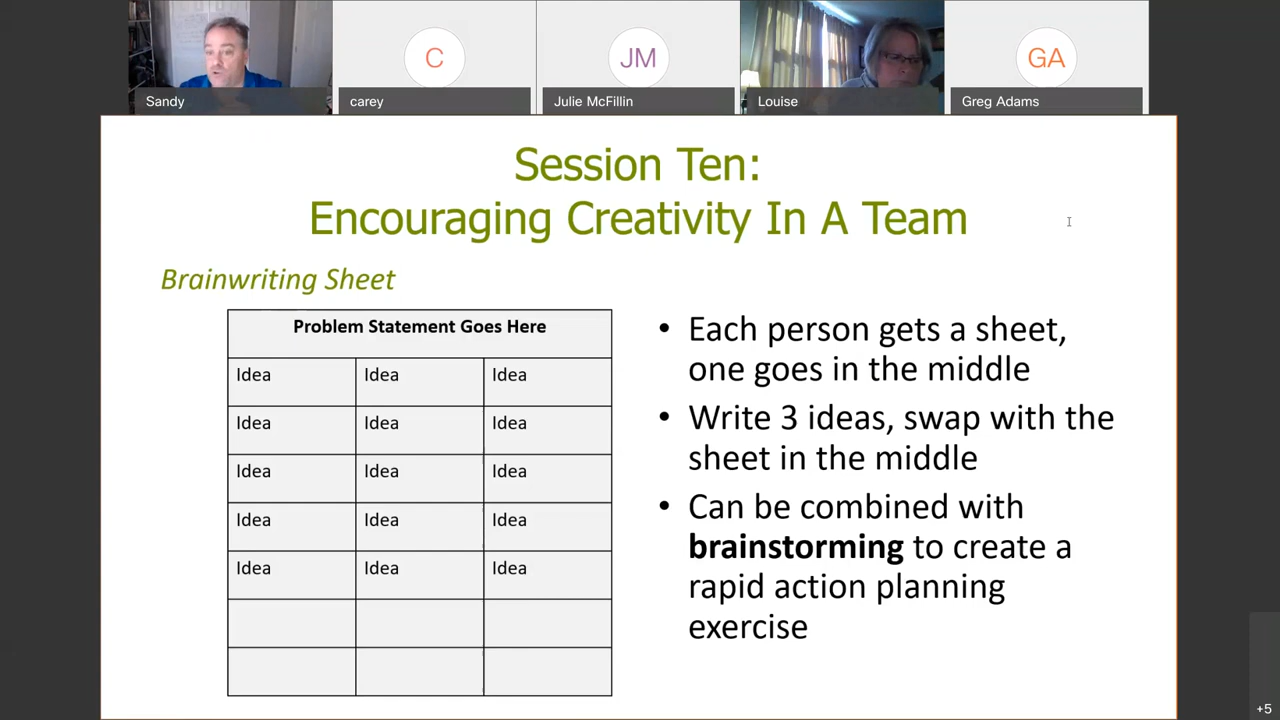 C
JM
GA
Sandy
carey
Julie McFillin
Louise
Greg Adams
Session Ten:
Encouraging Creativity In A Team
Brainwriting Sheet
Problem Statement Goes Here
Idea Idea Idea
Idea Idea Idea
Idea Idea Idea
Idea Idea Idea
Idea Idea Idea
• Each person gets a sheet,
one goes in the middle
• Write 3 ideas, swap with the
sheet in the middle
• Can be combined with
brainstorming to create a
rapid action planning
exercise
+5